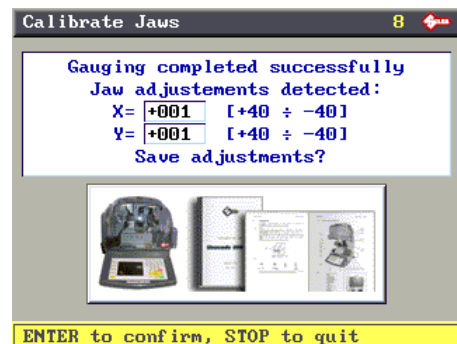 Calibrate Jaws 8
Gauging completed successfully
Jaw adjustements detected:
X= +001 [+40 ÷ -40]
Y= +001 [+40 ÷ -40]
Save adjustments?
ENTER to confirm, STOP to quit